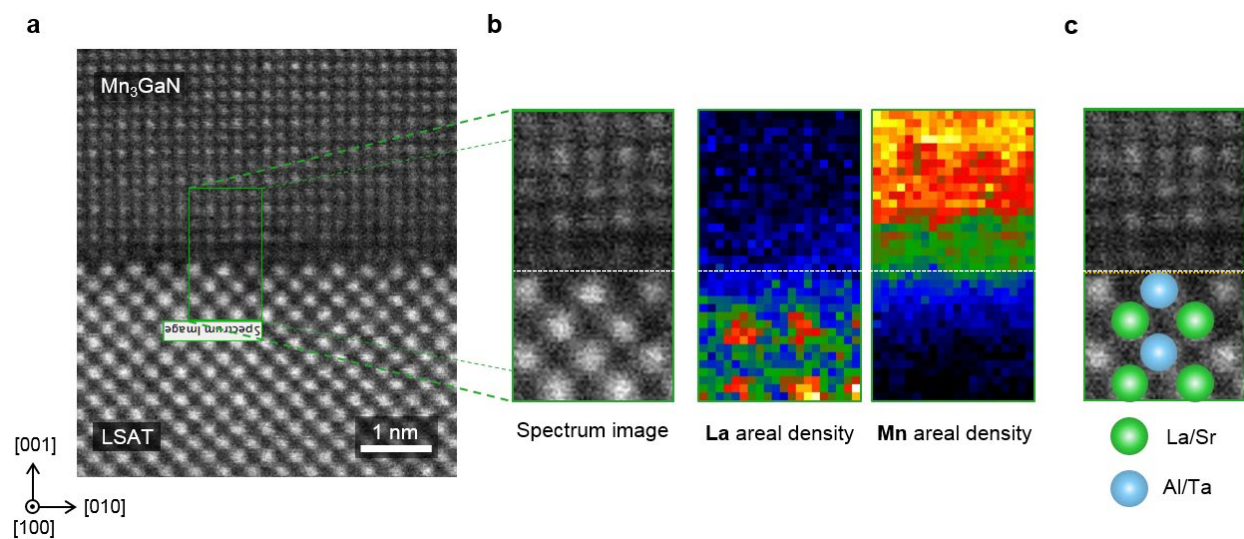 a
b
c
Mn₃GaN
Spectrum Image
LSAT
1 nm
[001]
[010]
[100]
Spectrum image
La areal density
Mn areal density
La/Sr
Al/Ta